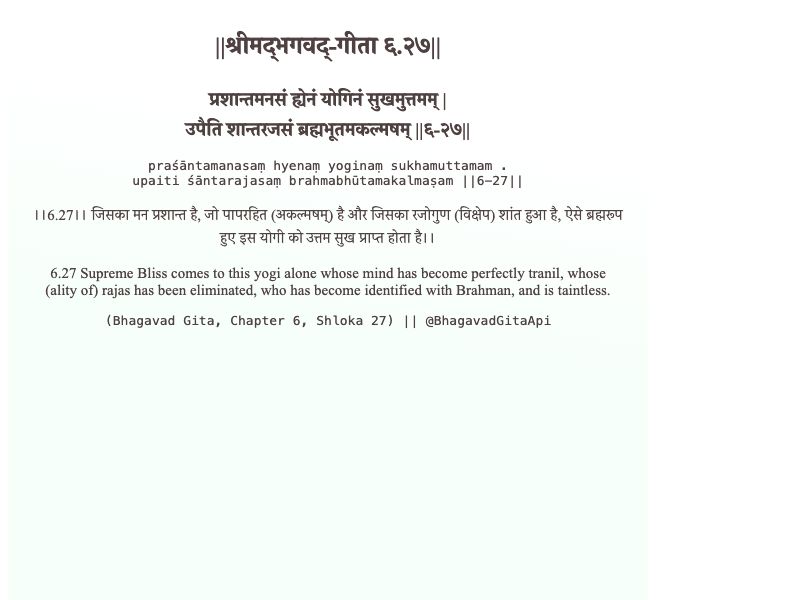 ||श्रीमद्‍भगवद्‍-गीता ६.२७||
प्रशान्तमनसं ह्येनं योगिनं सुखमुत्तमम् |
उपैति शान्तरजसं ब्रह्मभूतमकल्मषम् ||६-२७||
praśāntamanasaṃ hyenaṃ yoginaṃ sukhamuttamam .
upaiti śāntarajasaṃ brahmabhūtamakalmaṣam ||6-27||
।।6.27।। जिसका मन प्रशान्त है, जो पापरहित (अकल्मषम्) है और जिसका रजोगुण (विक्षेप) शांत हुआ है, ऐसे ब्रह्मरूप
हुए इस योगी को उत्तम सुख प्राप्त होता है।।
6.27 Supreme Bliss comes to this yogi alone whose mind has become perfectly tranil, whose
(ality of) rajas has been eliminated, who has become identified with Brahman, and is taintless.
(Bhagavad Gita, Chapter 6, Shloka 27) || @BhagavadGitaApi